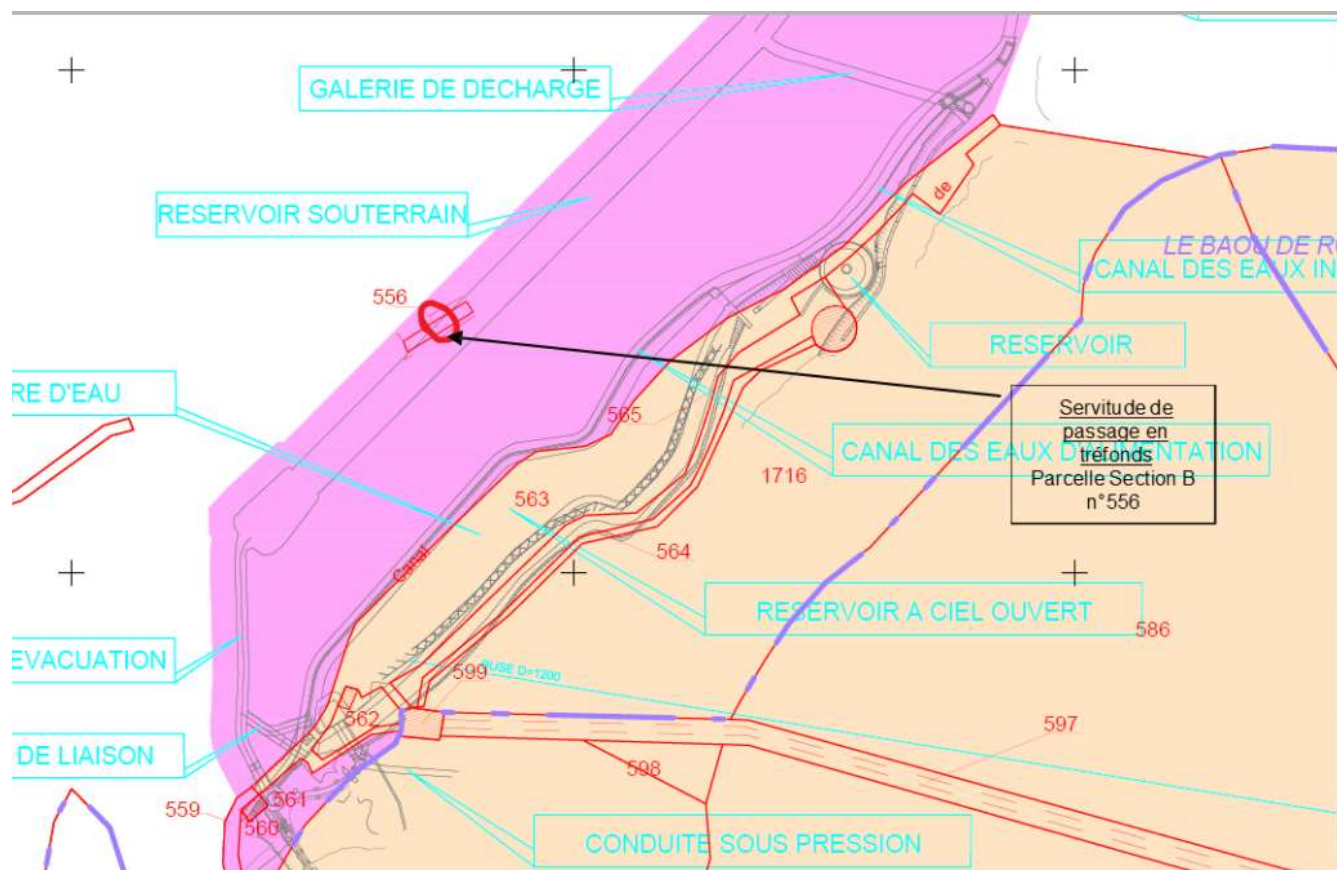 GALERIE DE DECHARGE
RESERVOIR SOUTERRAIN
de
LE BAOU DE
CANAL DES EAUX IN
556
RESERVOIR
RE D'EAU
Servitude de
passage en
tréfonds
Parcelle Section B
n°556
565
CANAL DES EAUX D'ALIMENTATION
1716
563
564
Canal
RESERVOIR A CIEL OUVERT
586
EVACUATION
BUSE D=1200
599
562
597
DE LIAISON
598
559
561
560
CONDUITE SOUS PRESSION